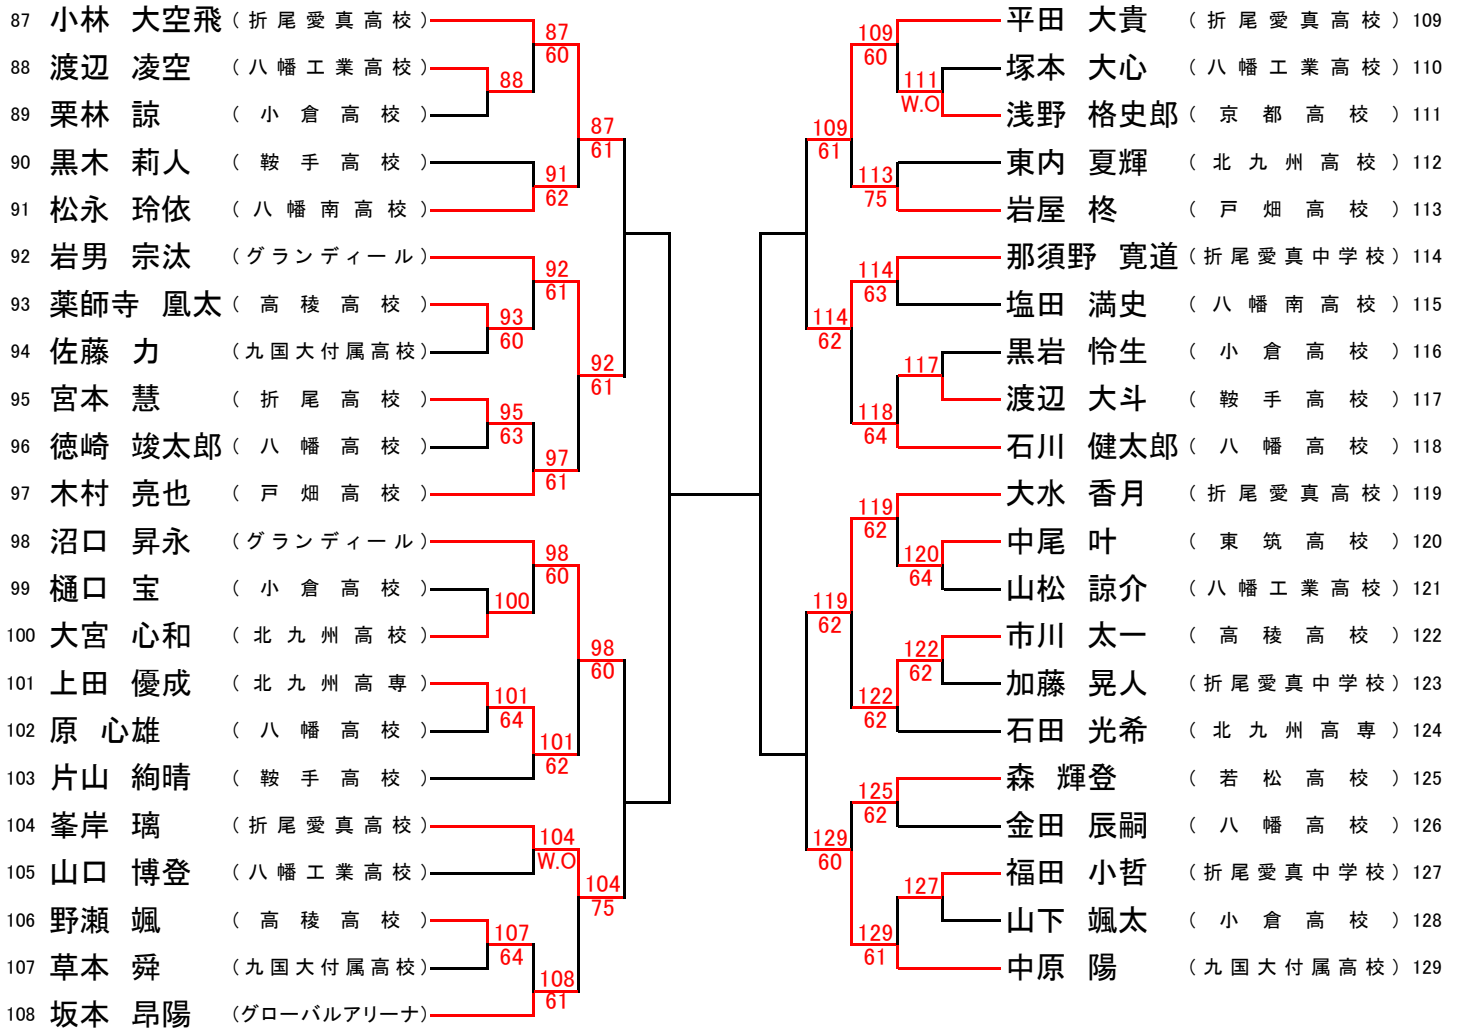 87 小林 大空飛 (折尾愛真高校)
88 渡辺 凌空 (八幡工業高校)
89 栗林 諒 (小倉高校)
90 黒木 莉人 (鞍手高校)
91 松永 玲依 (八幡南高校)
92 岩男 宗汰 (グランディール)
93 薬師寺 凰太 (高稜高校)
94 佐藤 力 (九国大付属高校)
95 宮本 慧 (折尾高校)
96 徳崎 竣太郎 (八幡高校)
97 木村 亮也 (戸畑高校)
98 沼口 昇永 (グランディール)
99 樋口 宝 (小倉高校)
100 大宮 心和 (北九州高校)
101 上田 優成 (北九州高専)
102 原 心雄 (八幡高校)
103 片山 絢晴 (鞍手高校)
104 峯岸 璃 (折尾愛真高校)
105 山口 博登 (八幡工業高校)
106 野瀬 颯 (高稜高校)
107 草本 舜 (九国大付属高校)
108 坂本 昂陽 (グローバルアリーナ)
88
93
60
95
63
100
101
64
107
64
87
60
91
62
92
61
97
61
98
60
101
62
104
W.O
108
61
87
61
92
61
98
60
104
75
109
61
114
62
119
62
129
60
109
60
113
75
114
63
118
64
119
62
122
62
125
62
129
61
111
W.O
117
120
64
122
62
127
平田 大貴 (折尾愛真高校) 109
塚本 大心 (八幡工業高校) 110
浅野 格史郎 (京都高校) 111
東内 夏輝 (北九州高校) 112
岩屋 柊 (戸畑高校) 113
那須野 寛道 (折尾愛真中学校) 114
塩田 満史 (八幡南高校) 115
黒岩 怜生 (小倉高校) 116
渡辺 大斗 (鞍手高校) 117
石川 健太郎 (八幡高校) 118
大水 香月 (折尾愛真高校) 119
中尾 叶 (東筑高校) 120
山松 諒介 (八幡工業高校) 121
市川 太一 (高稜高校) 122
加藤 晃人 (折尾愛真中学校) 123
石田 光希 (北九州高専) 124
森 輝登 (若松高校) 125
金田 辰嗣 (八幡高校) 126
福田 小哲 (折尾愛真中学校) 127
山下 颯太 (小倉高校) 128
中原 陽 (九国大付属高校) 129